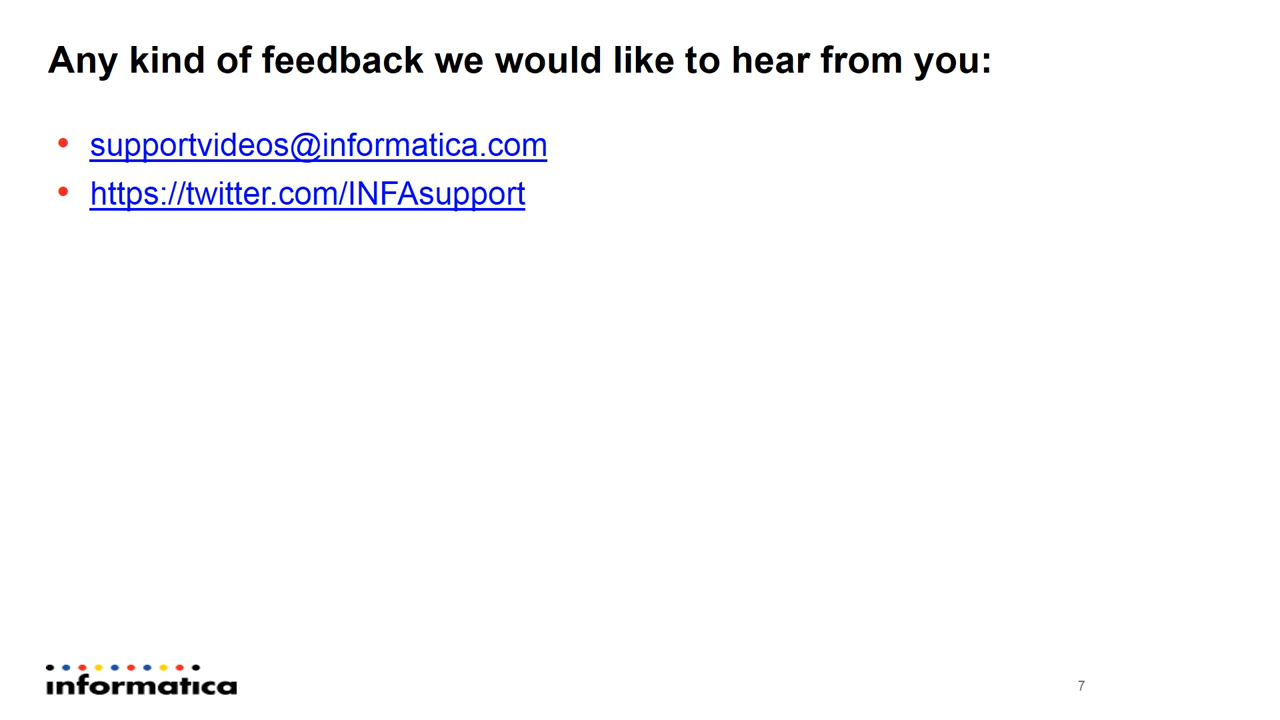 Any kind of feedback we would like to hear from you:
• supportvideos@informatica.com
• https://twitter.com/INFAsupport
informatica
7